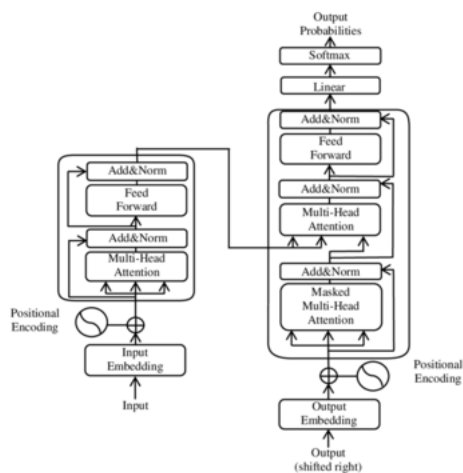 Output
Probabilities
Softmax
Linear
Add&Norm
Feed
Forward
Add&Norm
Multi-Head
Attention
Add&Norm
Masked
Multi-Head
Attention
Positional
Encoding
Output
Embedding
Output
(shifted right)
Add&Norm
Feed
Forward
Add&Norm
Multi-Head
Attention
Positional
Encoding
Input
Embedding
Input